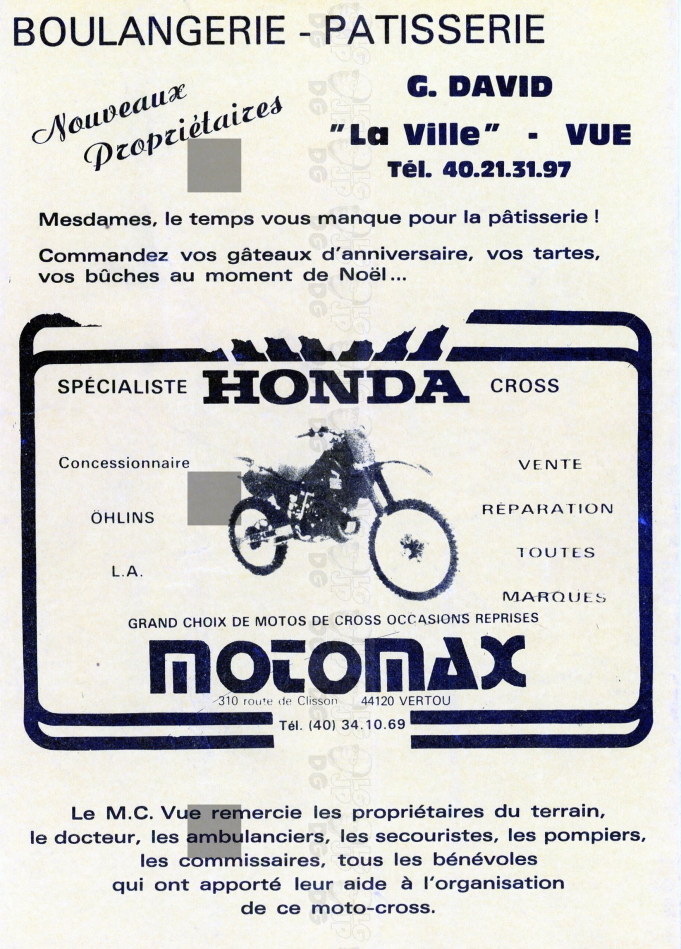 BOULANGERIE - PATISSERIE
Nouveaux
Propriétaires
G. DAVID
"La Ville" - VUE
Tél. 40.21.31.97
Mesdames, le temps vous manque pour la pâtisserie !
Commandez vos gâteaux d'anniversaire, vos tartes,
vos bûches au moment de Noël...
SPÉCIALISTE HONDA CROSS
Concessionnaire
ÖHLINS
L.A.
VENTE
RÉPARATION
TOUTES
MARQUES
GRAND CHOIX DE MOTOS DE CROSS OCCASIONS REPRISES
MOTOMAX
310 route de Clisson 44120 VERTOU
Tél. (40) 34.10.69
Le M.C. Vue remercie les propriétaires du terrain,
le docteur, les ambulanciers, les secouristes, les pompiers,
les commissaires, tous les bénévoles
qui ont apporté leur aide à l'organisation
de ce moto-cross.